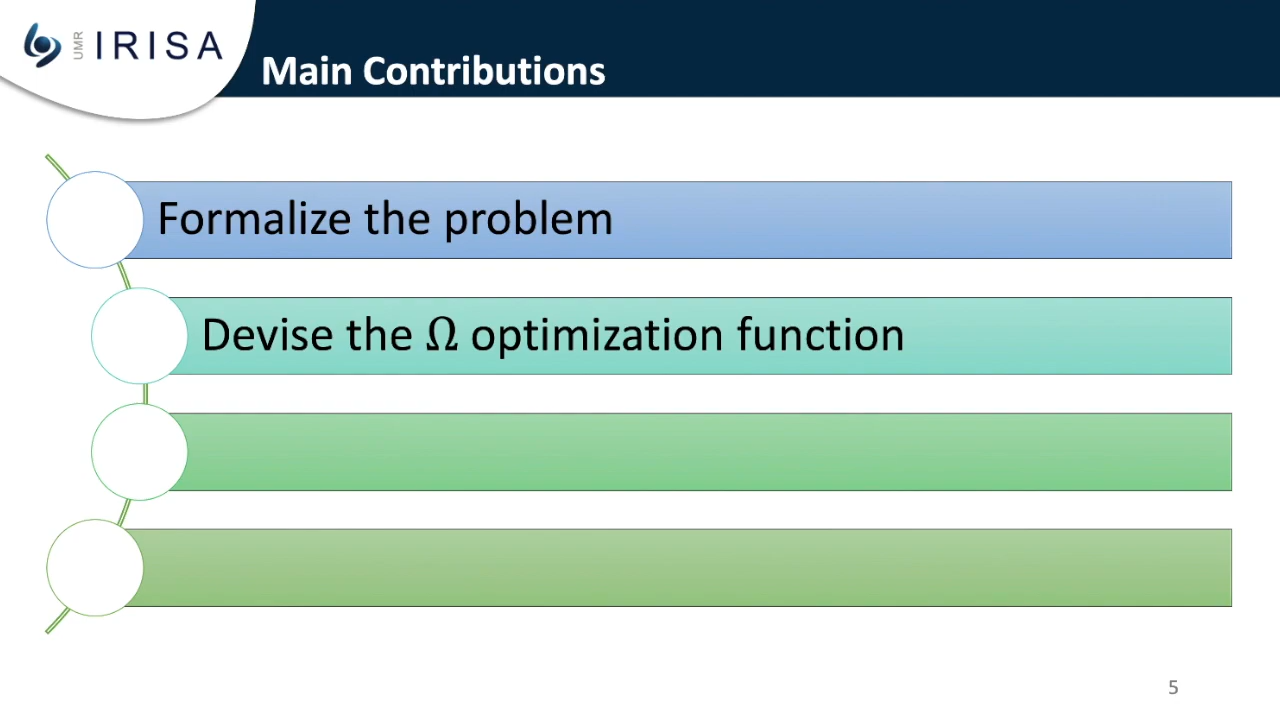 UMR IRISA
Main Contributions
Formalize the problem
Devise the Ω optimization function
5